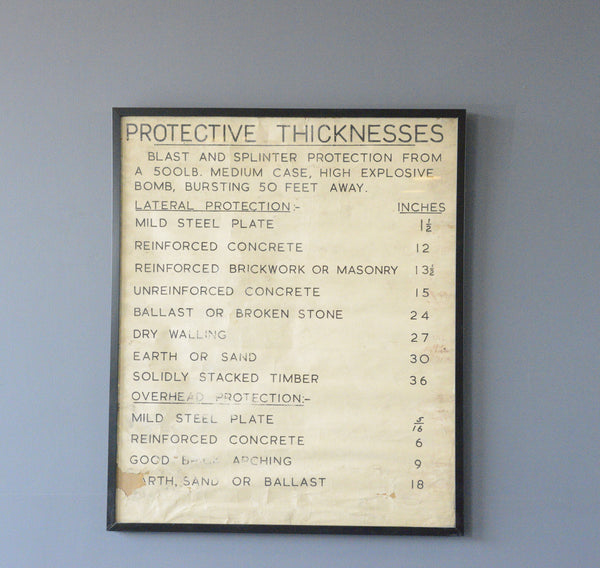 PROTECTIVE THICKNESSES
BLAST AND SPLINTER PROTECTION FROM
A 500LB. MEDIUM CASE, HIGH EXPLOSIVE
BOMB, BURSTING 50 FEET AWAY.
LATERAL PROTECTION:- INCHES
MILD STEEL PLATE 1½
REINFORCED CONCRETE 12
REINFORCED BRICKWORK OR MASONRY 13½
UNREINFORCED CONCRETE 15
BALLAST OR BROKEN STONE 24
DRY WALLING 27
EARTH OR SAND 30
SOLIDLY STACKED TIMBER 36
OVERHEAD PROTECTION:-
MILD STEEL PLATE 5/16
REINFORCED CONCRETE 6
GOOD ARCHING 9
ARTH, SAND OR BALLAST 18